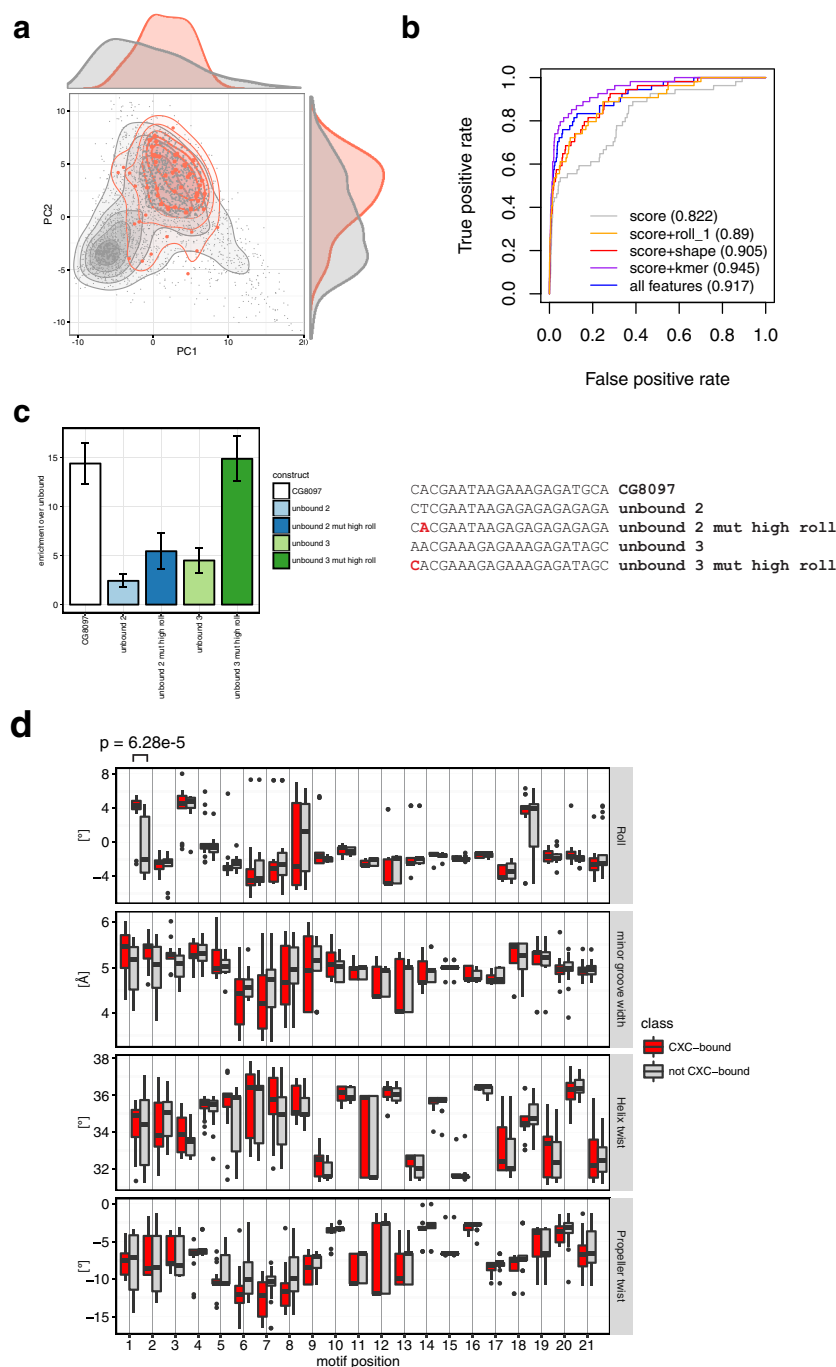 a
10
5
0
-5
-10
PC2
-10
0
10
20
PC1
b
1.0
0.8
0.6
0.4
0.2
0.0
True positive rate
score (0.822)
score+roll_1 (0.89)
score+shape (0.905)
score+kmer (0.945)
all features (0.917)
0.0 0.2 0.4 0.6 0.8 1.0
False positive rate
c
15
10
5
0
enrichment over unbound
CG8097
unbound 2
unbound 2 mut high roll
unbound 3
unbound 3 mut high roll
construct
CG8097
unbound 2
unbound 2 mut high roll
unbound 3
unbound 3 mut high roll
CACGAATAAGAAAGAGATGCA CG8097
CTCGAATAAGAGAGAGAGAGA unbound 2
CACGAATAAGAGAGAGAGAGA unbound 2 mut high roll
AACGAAAGAGAAAGAGATAGC unbound 3
CACGAAAGAGAAAGAGATAGC unbound 3 mut high roll
d
p = 6.28e-5
8
4
0
−4
[°]
Roll
6
5
4
[Å]
minor groove width
38
36
34
32
[°]
Helix twist
0
−5
−10
−15
[°]
Propeller twist
1 2 3 4 5 6 7 8 9 10 11 12 13 14 15 16 17 18 19 20 21
motif position
class
CXC-bound
not CXC-bound